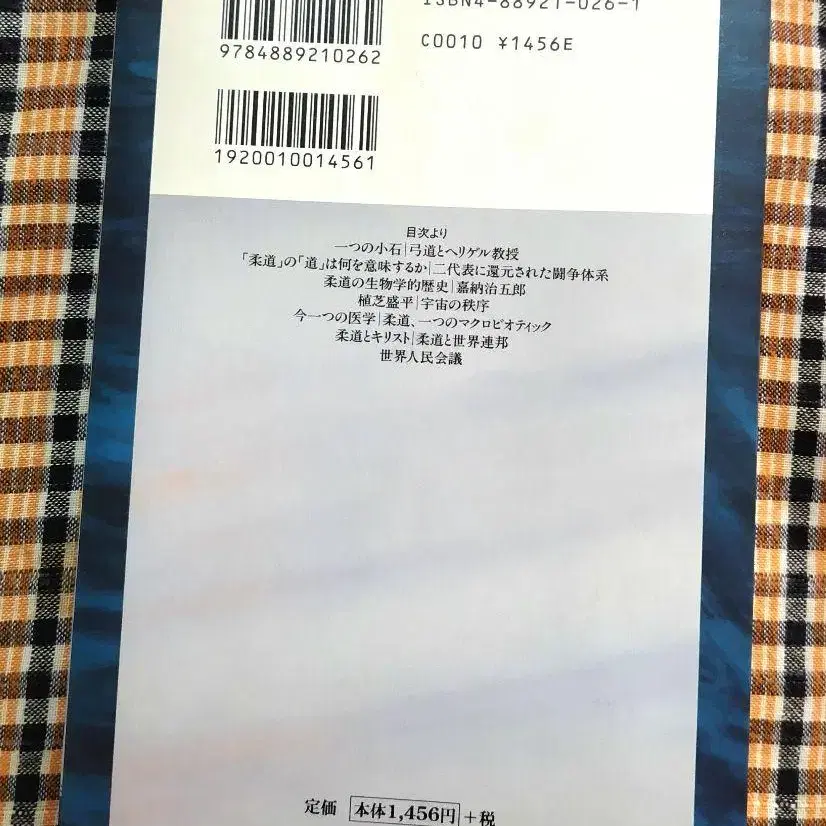 ISBN4-88921-026-1
9784889210262
C0010 ¥1456E
1920010014561
目次より
一つの小石|弓道とヘリゲル教授
「柔道」の「道」は何を意味するか|二代表に還元された闘争体系
柔道の生物学的歴史|嘉納治五郎
植芝盛平|宇宙の秩序
今一つの医学|柔道、一つのマクロビオティック
柔道とキリスト|柔道と世界連邦
世界人民会議
定価 本体1,456円+税